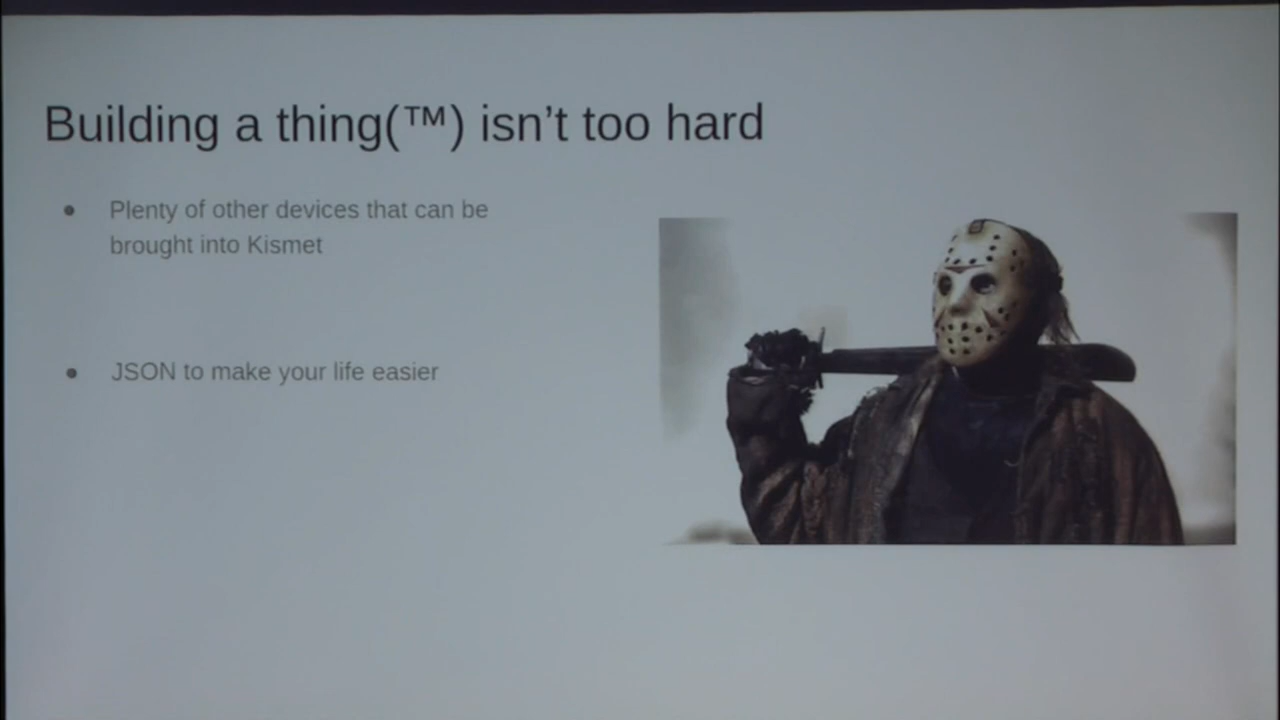 Building a thing(™) isn’t too hard
● Plenty of other devices that can be
brought into Kismet
● JSON to make your life easier